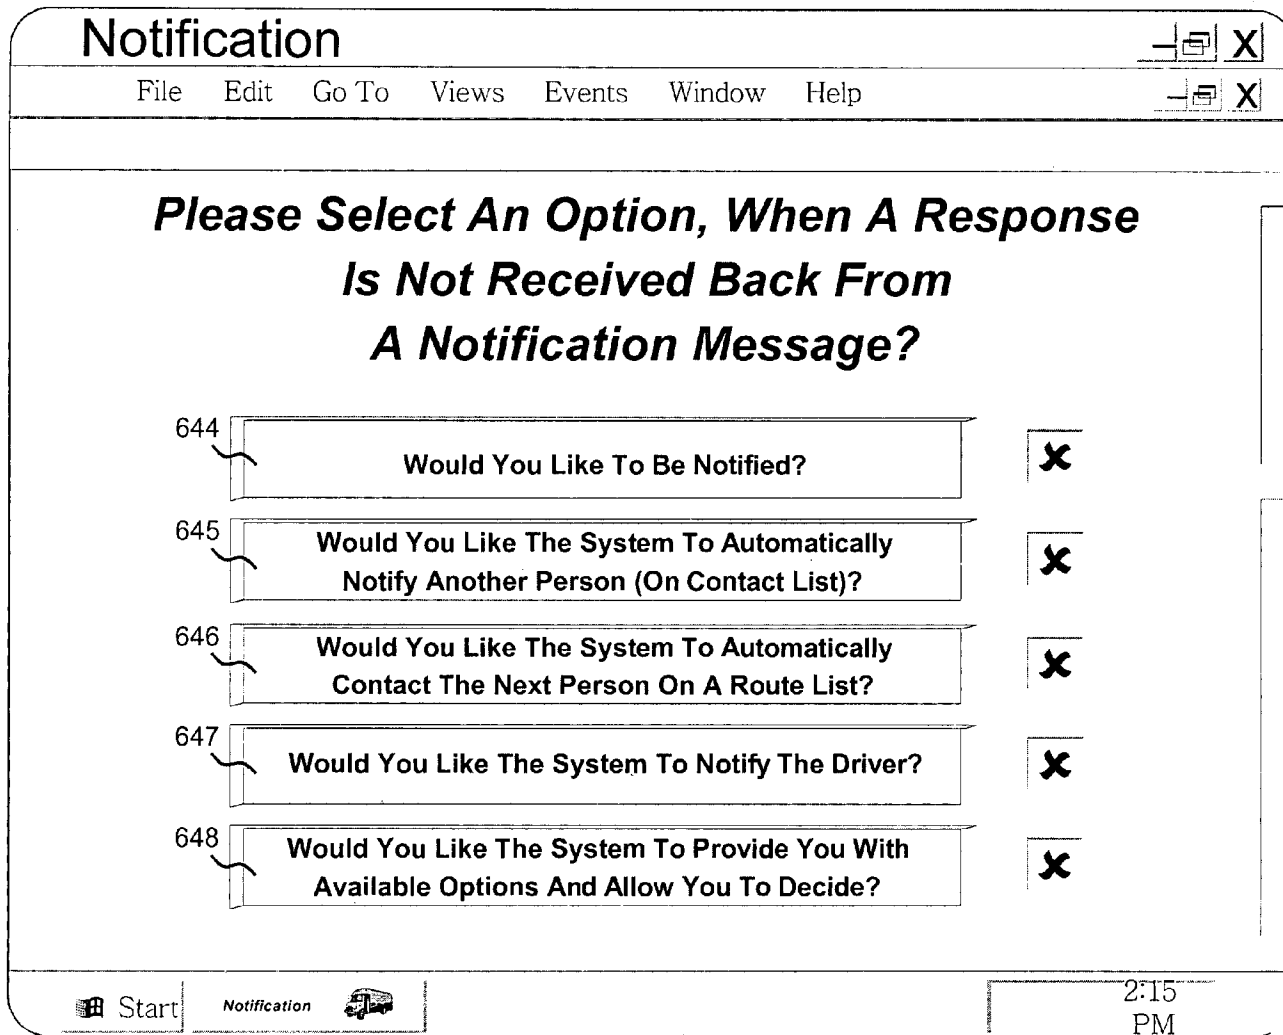 Notification
File Edit Go To Views Events Window Help
Please Select An Option, When A Response
Is Not Received Back From
A Notification Message?
644
Would You Like To Be Notified?
645
Would You Like The System To Automatically
Notify Another Person (On Contact List)?
646
Would You Like The System To Automatically
Contact The Next Person On A Route List?
647
Would You Like The System To Notify The Driver?
648
Would You Like The System To Provide You With
Available Options And Allow You To Decide?
Start
Notification
2:15
PM